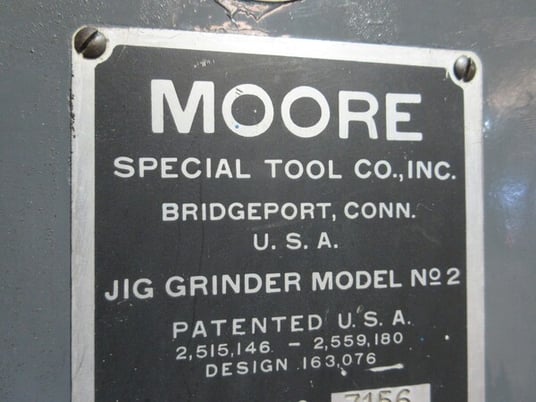 MOORE
SPECIAL TOOL CO., INC.
BRIDGEPORT, CONN.
U. S. A.
JIG GRINDER MODEL Nº 2
PATENTED U. S. A.
2,515,146 - 2,559,180
DESIGN 163,076
7156